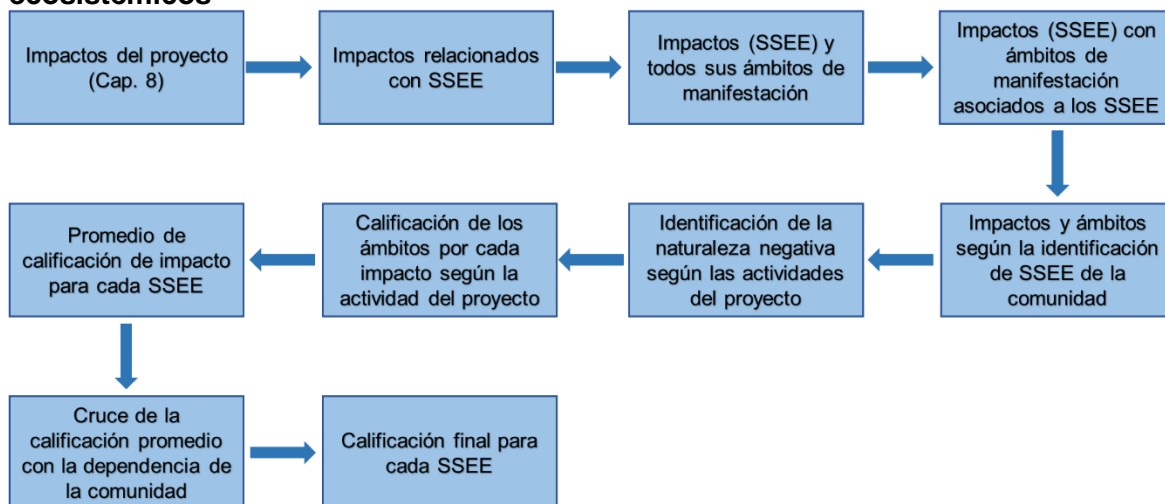 ecosistémicos
Impactos del proyecto
(Cap. 8)
Impactos relacionados
con SSEE
Impactos (SSEE) y
todos sus ámbitos de
manifestación
Impactos (SSEE) con
ámbitos de
manifestación
asociados a los SSEE
Impactos y ámbitos
según la identificación
de SSEE de la
comunidad
Identificación de la
naturaleza negativa
según las actividades
del proyecto
Calificación de los
ámbitos por cada
impacto según la
actividad del proyecto
Promedio de
calificación de impacto
para cada SSEE
Cruce de la
calificación promedio
con la dependencia de
la comunidad
Calificación final para
cada SSEE